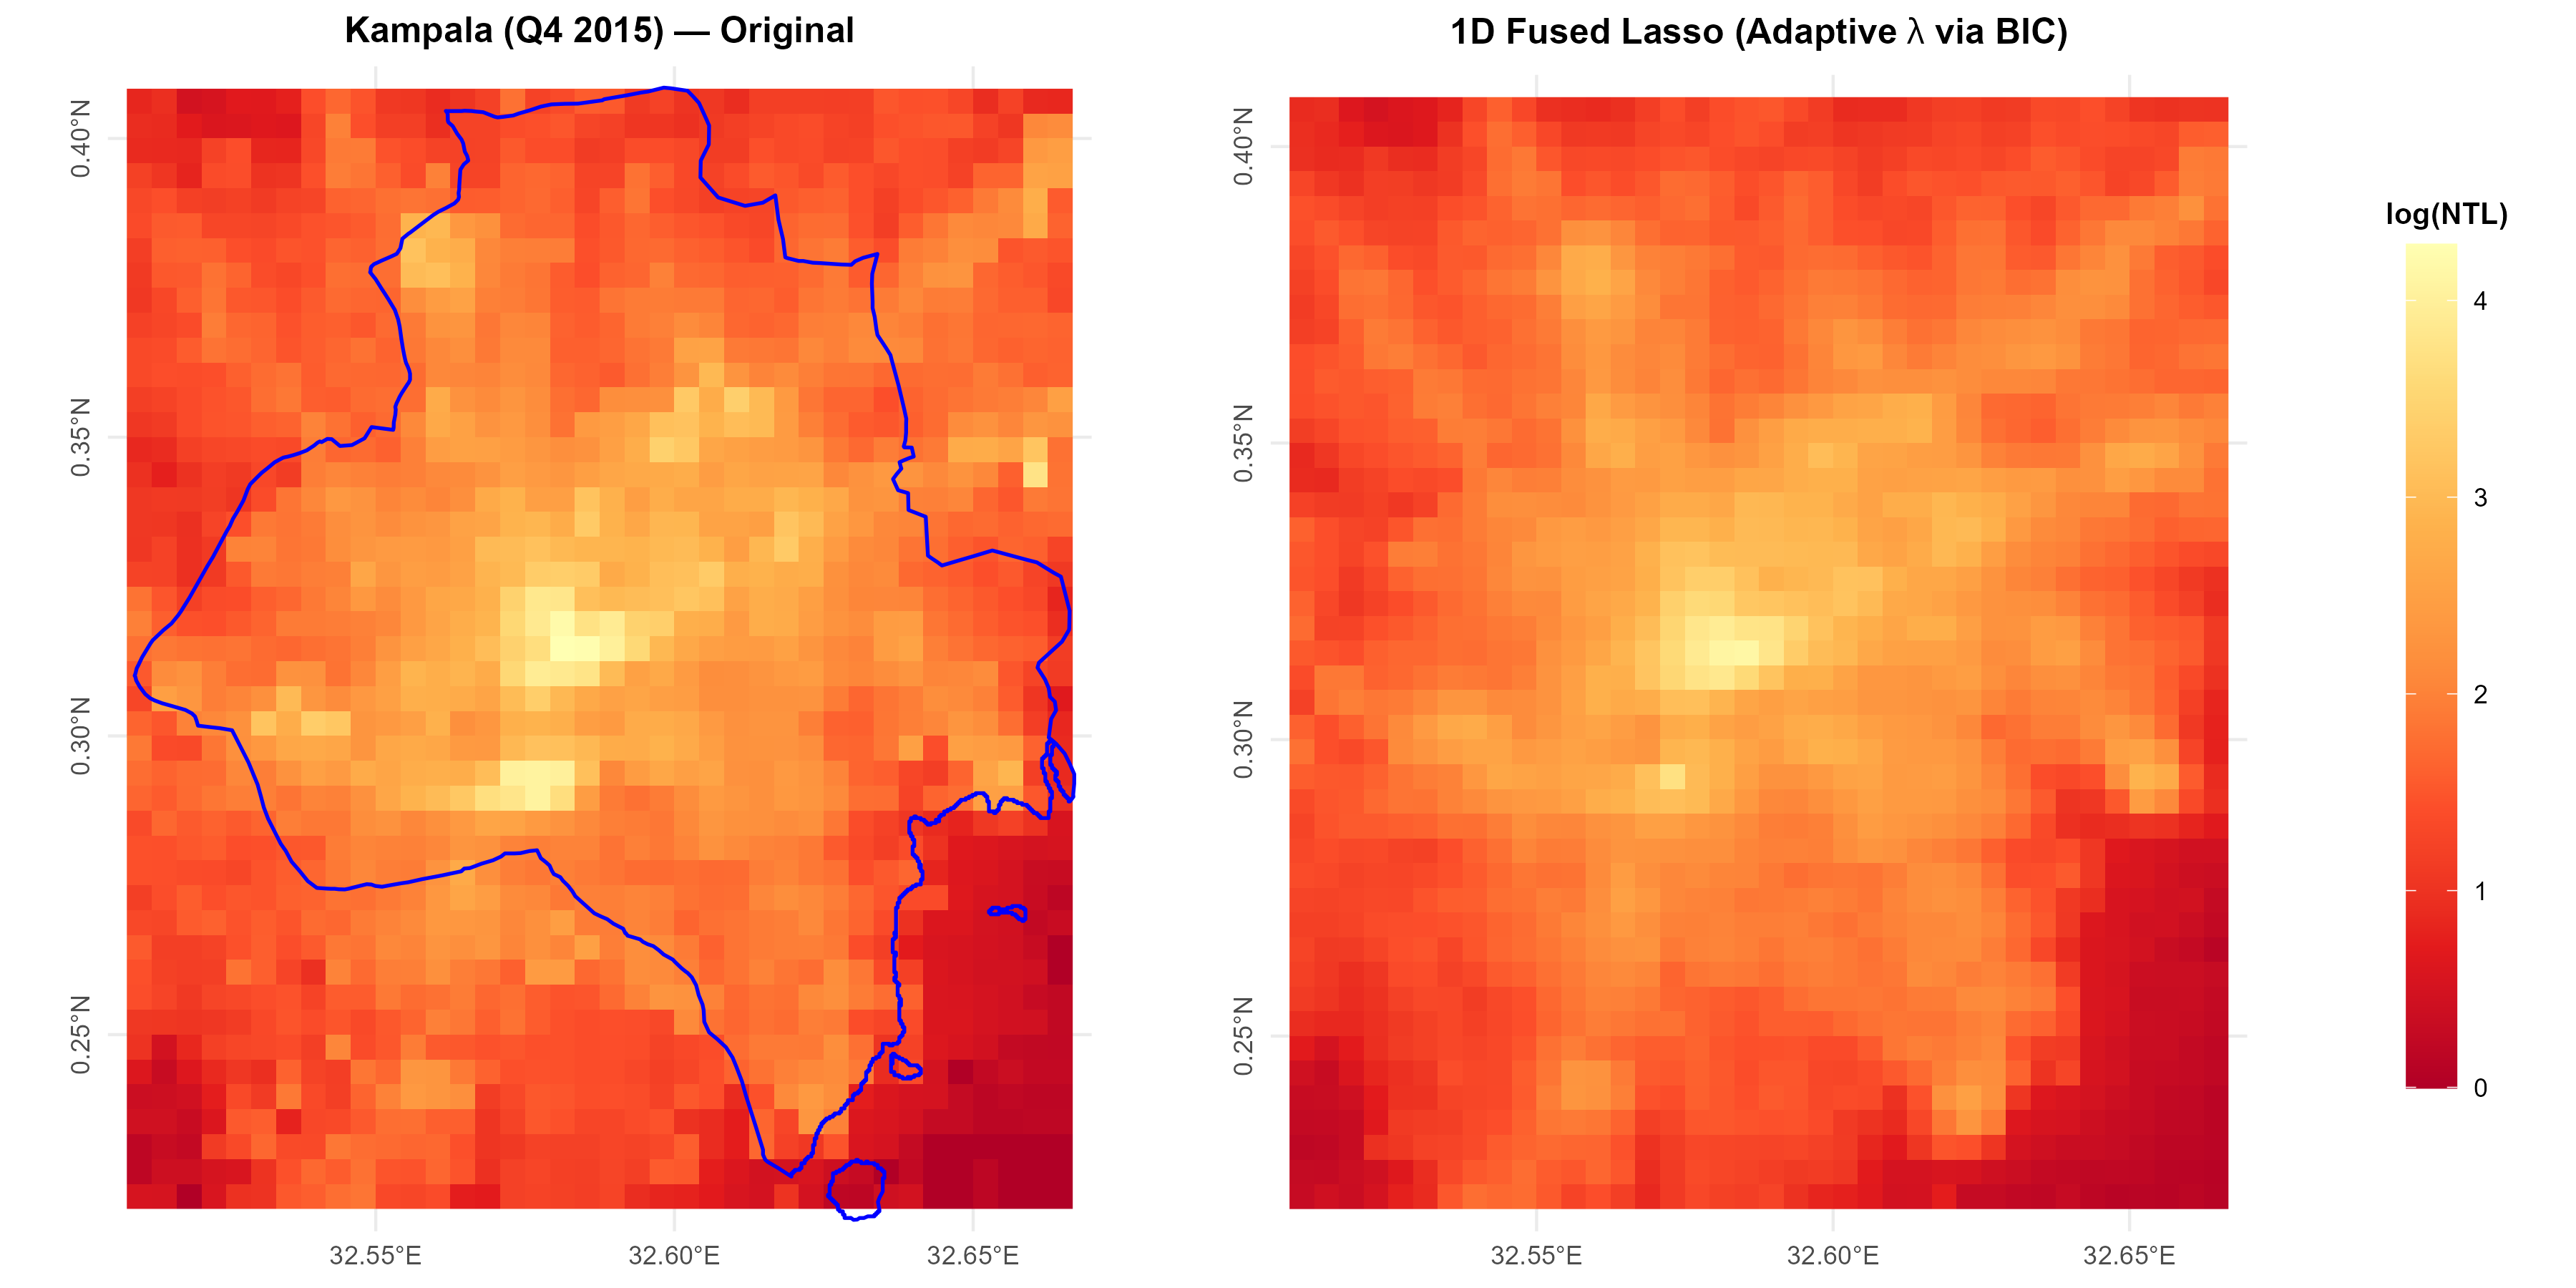 Kampala (Q4 2015) — Original
0.40°N
0.35°N
0.30°N
0.25°N
32.55°E
32.60°E
32.65°E
1D Fused Lasso (Adaptive λ via BIC)
0.40°N
0.35°N
0.30°N
0.25°N
32.55°E
32.60°E
32.65°E
log(NTL)
4
3
2
1
0